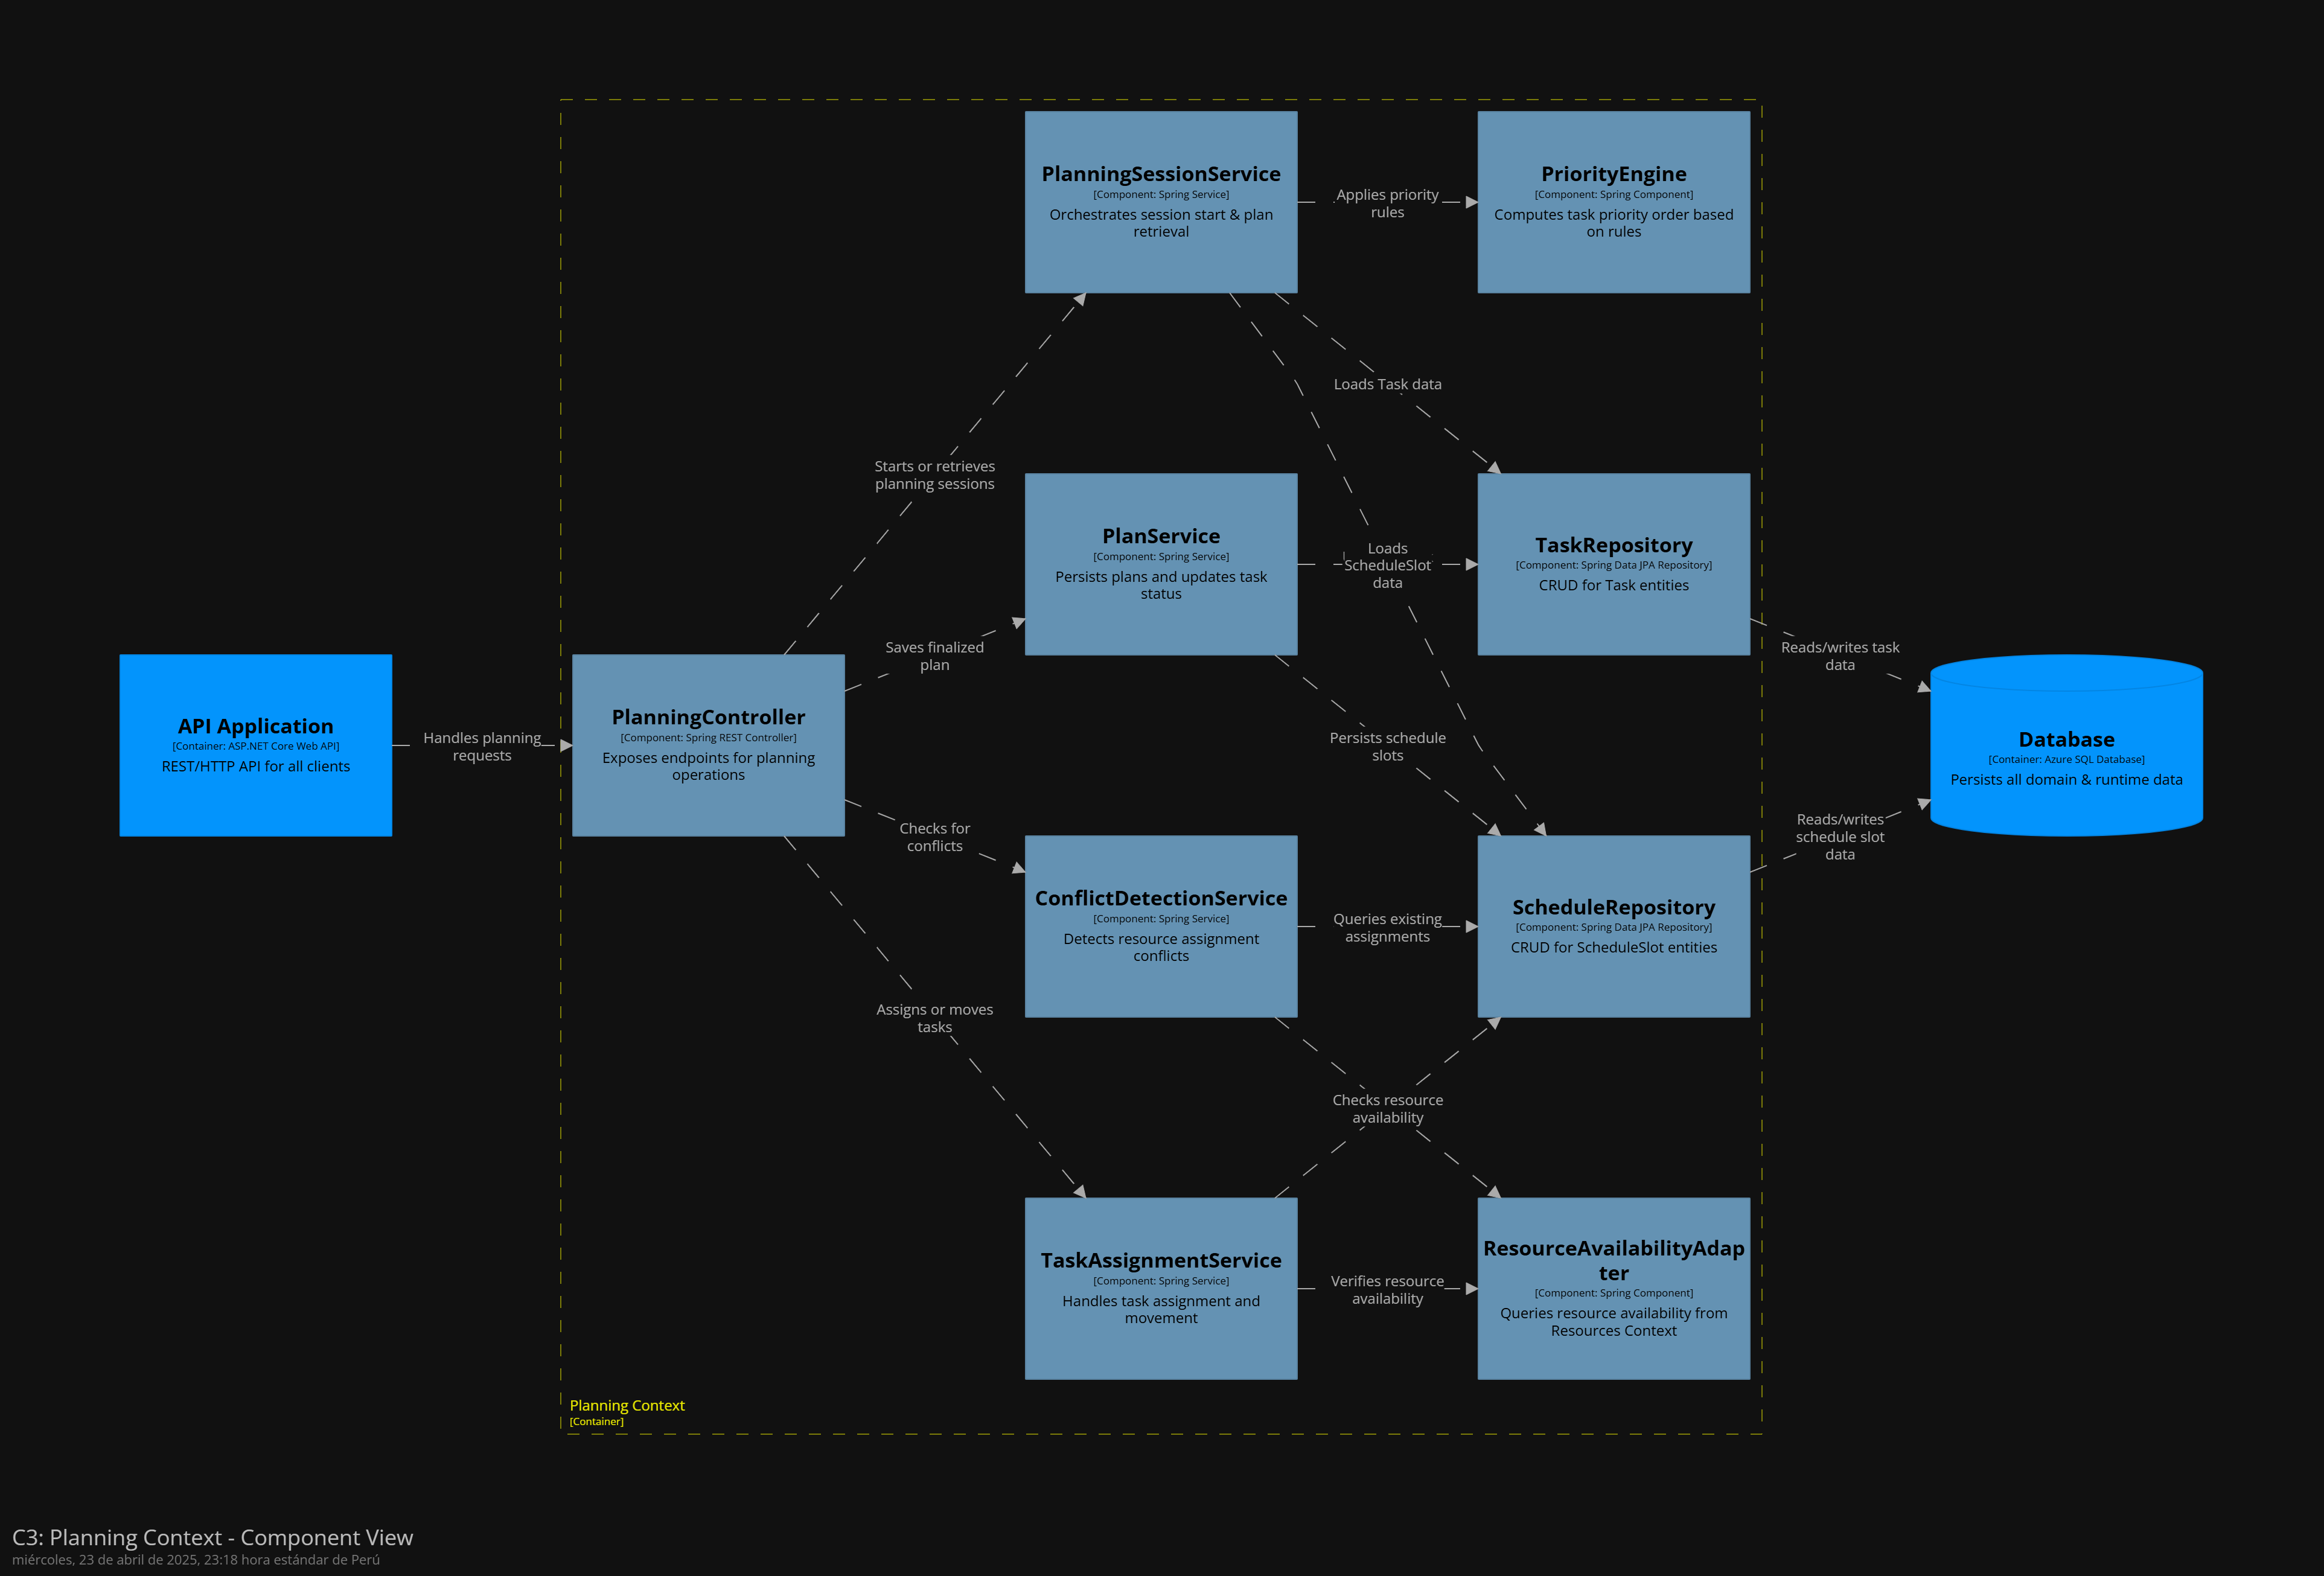 PlanningSessionService
[Component: Spring Service]
Orchestrates session start & plan
retrieval
Applies priority
rules
PriorityEngine
[Component: Spring Component]
Computes task priority order based
on rules
Loads Task data
Starts or retrieves
planning sessions
PlanService
[Component: Spring Service]
Persists plans and updates task
status
Loads
ScheduleSlot
data
TaskRepository
[Component: Spring Data JPA Repository]
CRUD for Task entities
Saves finalized
plan
Reads/writes task
data
API Application
[Container: ASP.NET Core Web API]
REST/HTTP API for all clients
Handles planning
requests
PlanningController
[Component: Spring REST Controller]
Exposes endpoints for planning
operations
Persists schedule
slots
Database
[Container: Azure SQL Database]
Persists all domain & runtime data
Checks for
conflicts
Reads/writes
schedule slot
data
ConflictDetectionService
[Component: Spring Service]
Detects resource assignment
conflicts
Queries existing
assignments
ScheduleRepository
[Component: Spring Data JPA Repository]
CRUD for ScheduleSlot entities
Assigns or moves
tasks
Checks resource
availability
TaskAssignmentService
[Component: Spring Service]
Handles task assignment and
movement
Verifies resource
availability
ResourceAvailabilityAdap
ter
[Component: Spring Component]
Queries resource availability from
Resources Context
Planning Context
[Container]
C3: Planning Context - Component View
miércoles, 23 de abril de 2025, 23:18 hora estándar de Perú